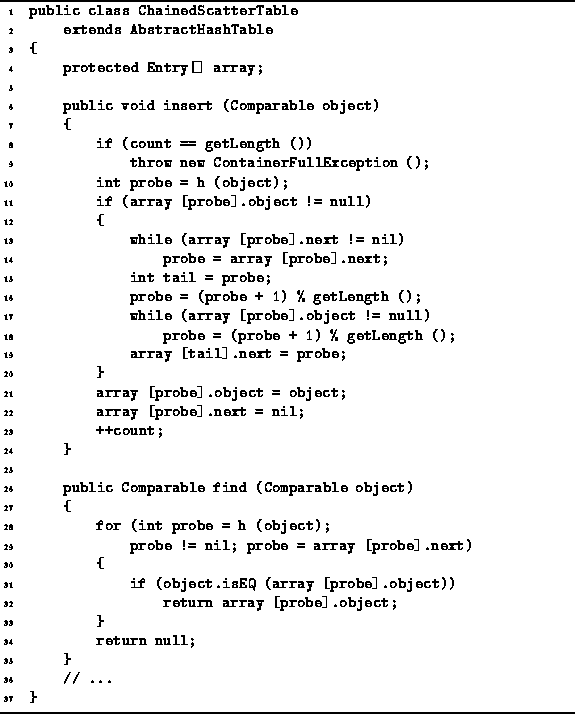 1 public class ChainedScatterTable
2 extends AbstractHashTable
3 {
4 protected Entry[] array;
5
6 public void insert (Comparable object)
7 {
8 if (count == getLength ())
9 throw new ContainerFullException ();
10 int probe = h (object);
11 if (array [probe].object != null)
12 {
13 while (array [probe].next != nil)
14 probe = array [probe].next;
15 int tail = probe;
16 probe = (probe + 1) % getLength ();
17 while (array [probe].object != null)
18 probe = (probe + 1) % getLength ();
19 array [tail].next = probe;
20 }
21 array [probe].object = object;
22 array [probe].next = nil;
23 ++count;
24 }
25
26 public Comparable find (Comparable object)
27 {
28 for (int probe = h (object);
29 probe != nil; probe = array [probe].next)
30 {
31 if (object.isEQ (array [probe].object))
32 return array [probe].object;
33 }
34 return null;
35 }
36 // ...
37 }